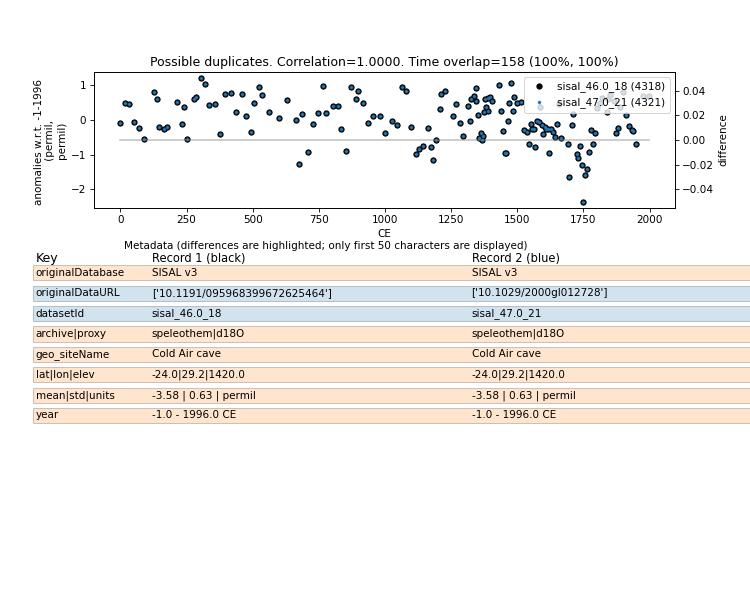 Possible duplicates. Correlation=1.0000. Time overlap=158 (100%, 100%)
anomalies w.r.t. -1-1996
(permil,
permil)
1
0
−1
−2
sisal_46.0_18 (4318)
sisal_47.0_21 (4321)
0.04
0.02
0.00
−0.02
−0.04
difference
0 250 500 750 1000 1250 1500 1750 2000
CE
Metadata (differences are highlighted; only first 50 characters are displayed)
Key Record 1 (black) Record 2 (blue)
originalDatabase SISAL v3 SISAL v3
originalDataURL ['10.1191/095968399672625464'] ['10.1029/2000gl012728']
datasetId sisal_46.0_18 sisal_47.0_21
archive|proxy speleothem|d18O speleothem|d18O
geo_siteName Cold Air cave Cold Air cave
lat|lon|elev -24.0|29.2|1420.0 -24.0|29.2|1420.0
mean|std|units -3.58 | 0.63 | permil -3.58 | 0.63 | permil
year -1.0 - 1996.0 CE -1.0 - 1996.0 CE